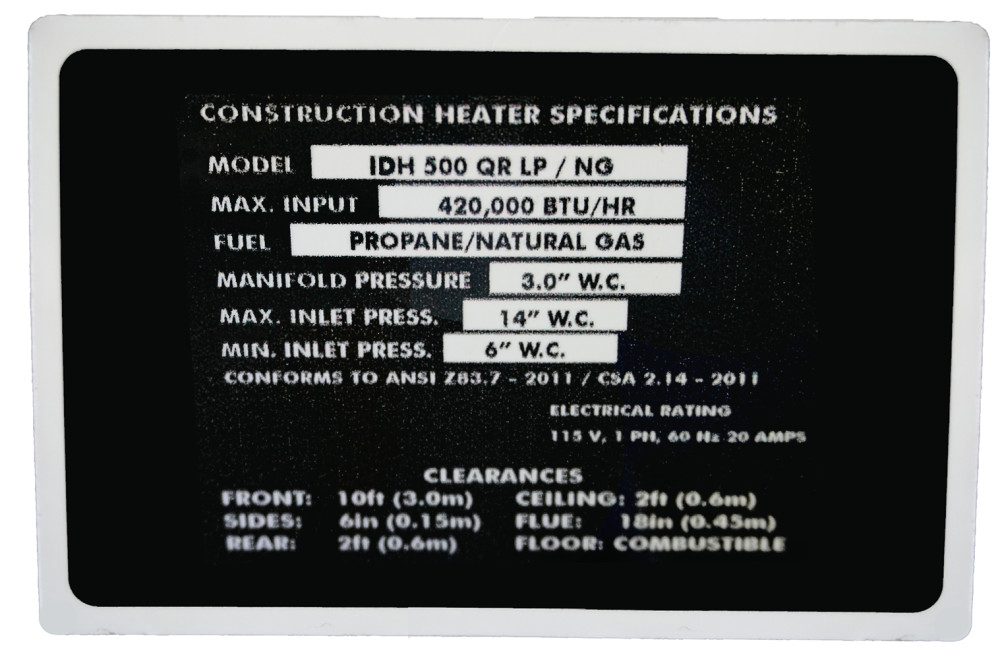 CONSTRUCTION HEATER SPECIFICATIONS
MODEL IDH 500 QR LP / NG
MAX. INPUT 420,000 BTU/HR
FUEL PROPANE/NATURAL GAS
MANIFOLD PRESSURE 3.0" W.C.
MAX. INLET PRESS. 14" W.C.
MIN. INLET PRESS. 6" W.C.
CONFORMS TO ANSI Z83.7 - 2011 / CSA 2.14 - 2011
ELECTRICAL RATING
115 V, 1 PH, 60 Hz 20 AMPS
CLEARANCES
FRONT: 10ft (3.0m) CEILING: 2ft (0.6m)
SIDES: 6in (0.15m) FLUE: 18in (0.45m)
REAR: 2ft (0.6m) FLOOR: COMBUSTIBLE